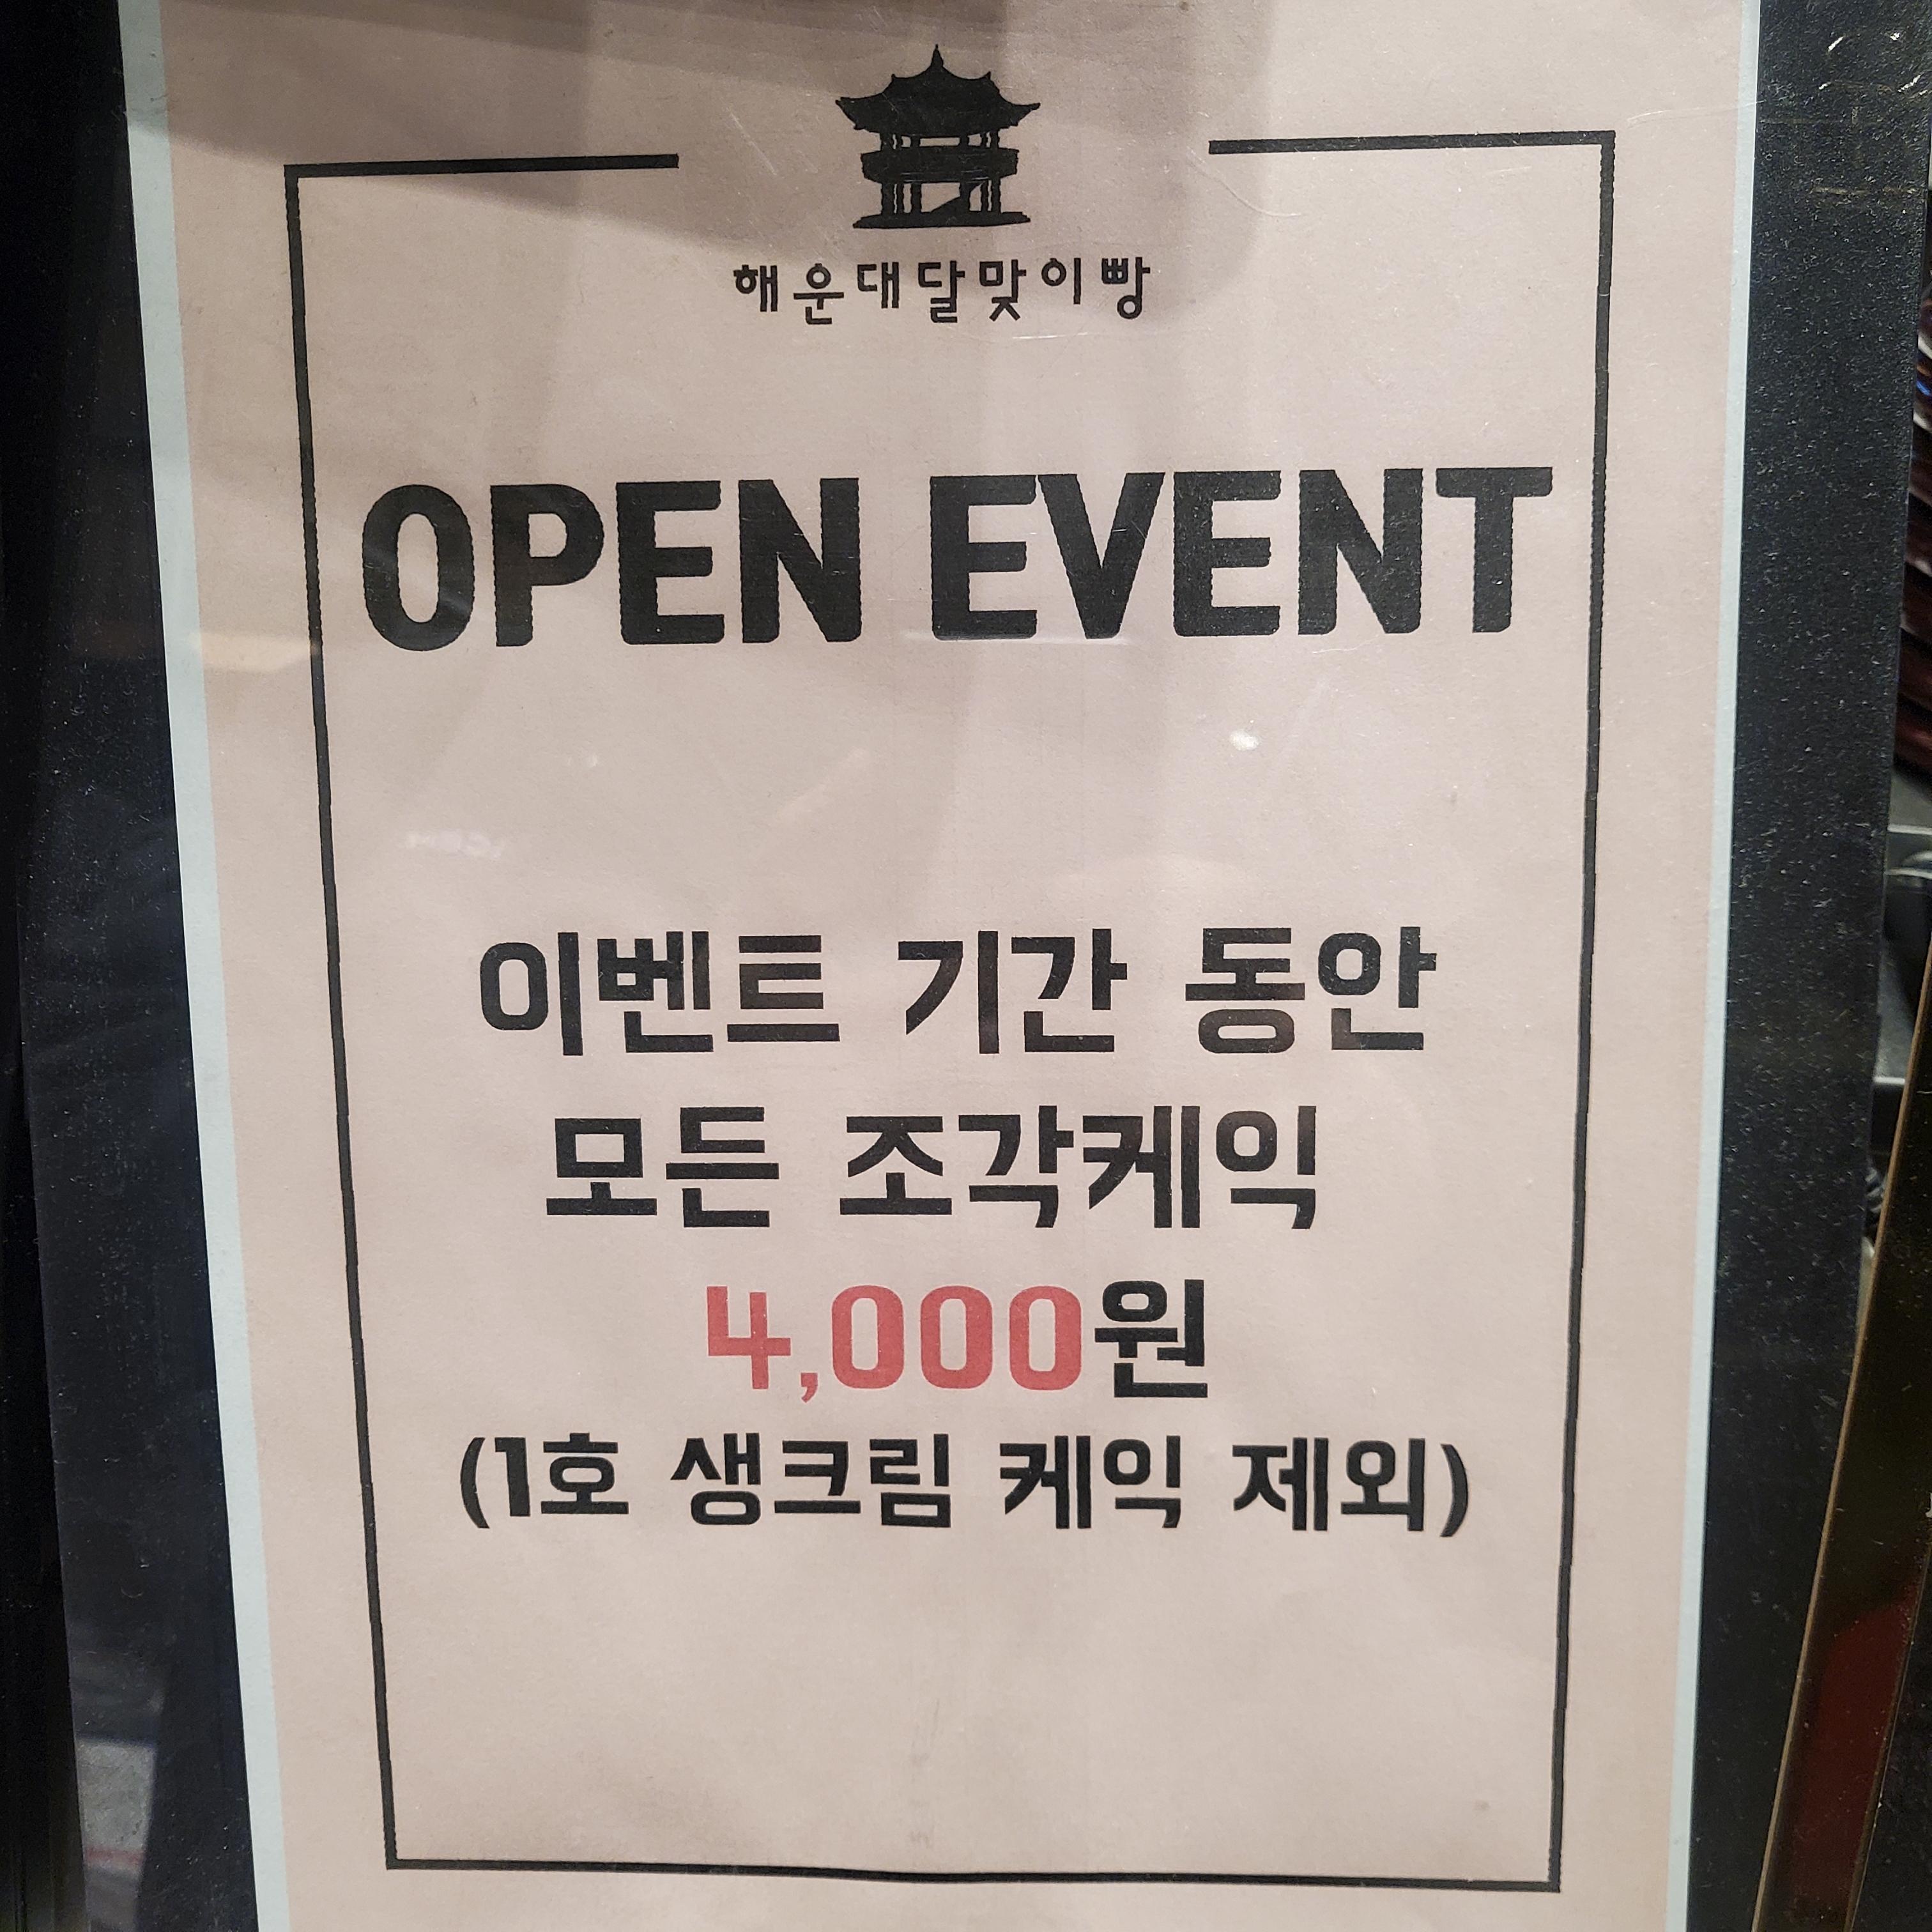 해운대달맞이빵
OPEN EVENT
이벤트 기간 동안
모든 조각케익
4,000원
(1호 생크림 케익 제외)